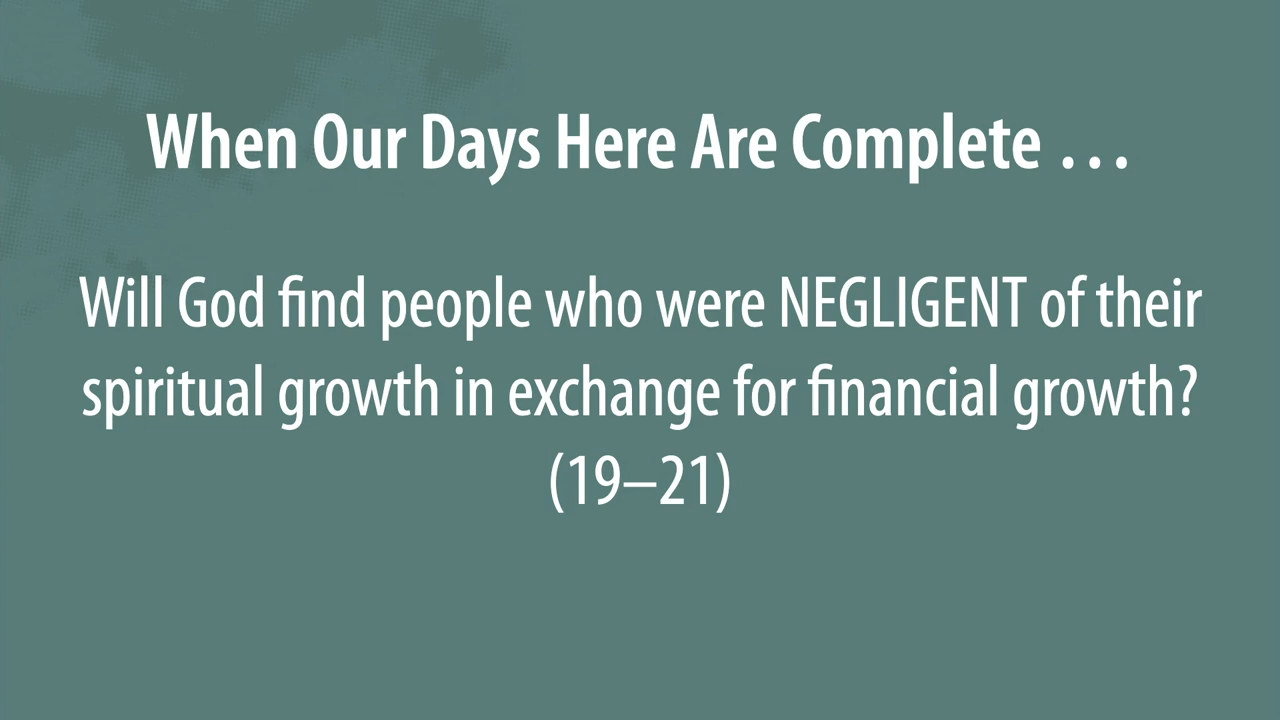 When Our Days Here Are Complete …
Will God find people who were NEGLIGENT of their
spiritual growth in exchange for financial growth?
(19–21)